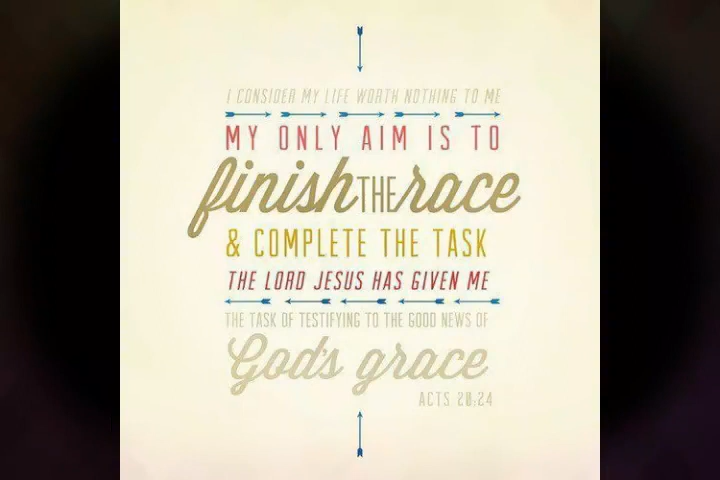 I CONSIDER MY LIFE WORTH NOTHING TO ME
MY ONLY AIM IS TO
finish THE race
& COMPLETE THE TASK
THE LORD JESUS HAS GIVEN ME
THE TASK OF TESTIFYING TO THE GOOD NEWS OF
God's grace
ACTS 20:24